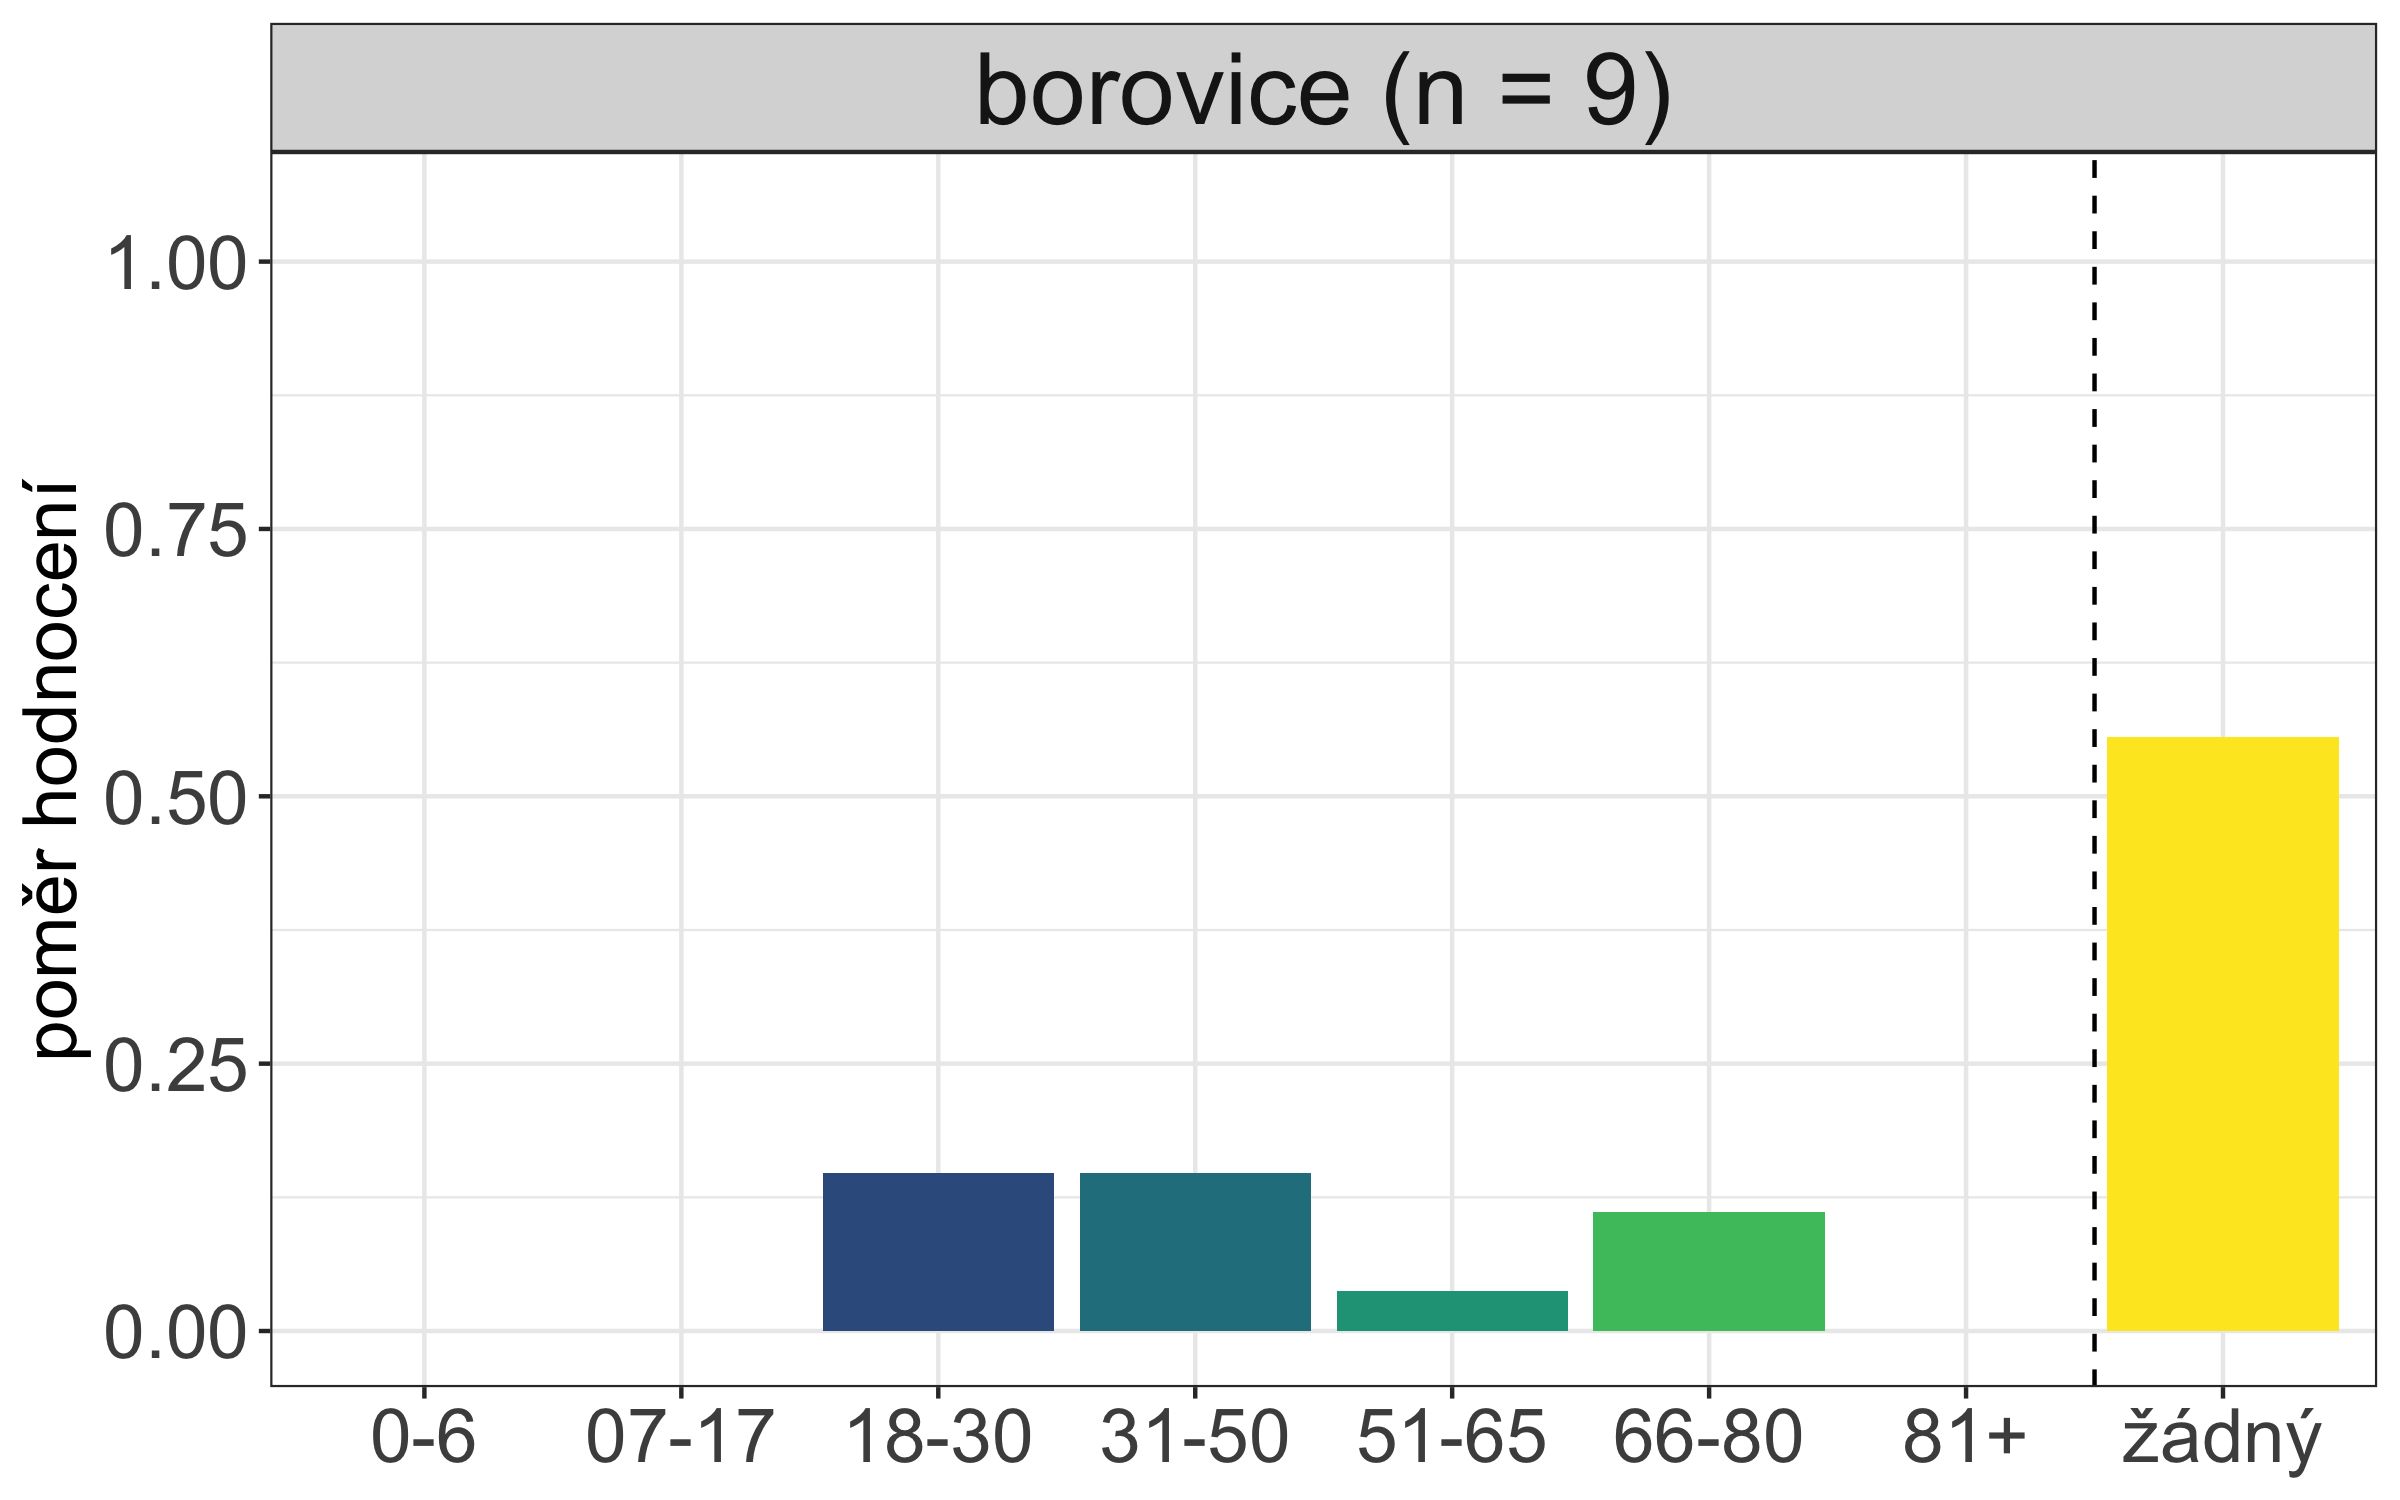 borovice (n = 9)
poměr hodnocení
1.00
0.75
0.50
0.25
0.00
0-6 07-17 18-30 31-50 51-65 66-80 81+ žádný